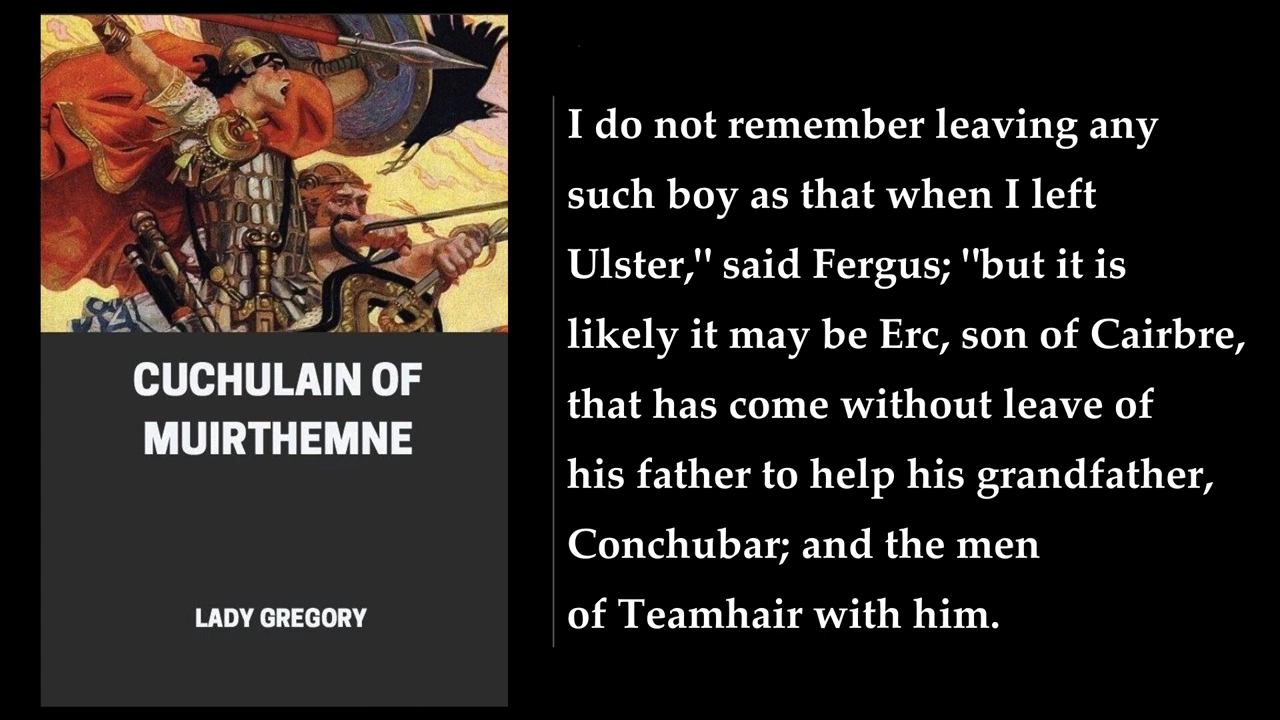 CUCHULAIN OF
MUIRTHEMNE
LADY GREGORY
I do not remember leaving any
such boy as that when I left
Ulster," said Fergus; "but it is
likely it may be Erc, son of Cairbre,
that has come without leave of
his father to help his grandfather,
Conchubar; and the men
of Teamhair with him.